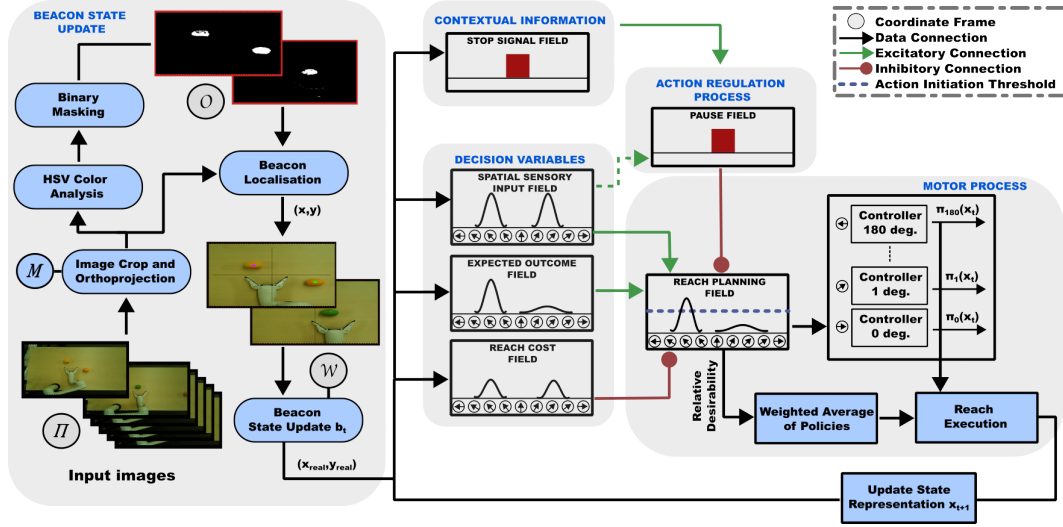 BEACON STATE
UPDATE
Binary
Masking
O
HSV Color
Analysis
Beacon
Localisation
(x,y)
M
Image Crop and
Orthoprojection
Π
W
Beacon
State Update bt
Input images
(xreal,yreal)
CONTEXTUAL INFORMATION
STOP SIGNAL FIELD
ACTION REGULATION
PROCESS
PAUSE FIELD
DECISION VARIABLES
SPATIAL SENSORY
INPUT FIELD
EXPECTED OUTCOME
FIELD
REACH COST
FIELD
MOTOR PROCESS
REACH PLANNING
FIELD
Controller
180 deg.
π180(xt)
Controller
1 deg.
π1(xt)
Controller
0 deg.
π0(xt)
Relative
Desirability
Weighted Average
of Policies
Reach
Execution
Update State
Representation xt+1
Coordinate Frame
Data Connection
Excitatory Connection
Inhibitory Connection
Action Initiation Threshold